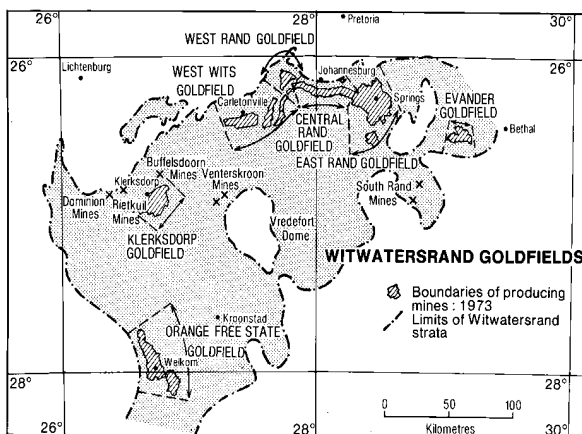 26°
28°
30°
Pretoria
WEST RAND GOLDFIELD
26°
26°
Lichtenburg
WEST WITS
GOLDFIELD
Johannesburg
Carletonville
Springs
EVANDER
GOLDFIELD
Bethal
CENTRAL
RAND
GOLDFIELD
EAST RAND GOLDFIELD
Buffelsdoorn
Mines
Klerksdorp
Venterskroon
Mines
Dominion
Mines
Rietkuil
Mines
South Rand
Mines
KLERKSDORP
GOLDFIELD
Vredefort
Dome
WITWATERSRAND GOLDFIELDS
Boundaries of producing
mines : 1973
Limits of Witwatersrand
strata
Kroonstad
ORANGE FREE STATE
GOLDFIELD
Welkom
28°
28°
0 50 100
Kilometres
26°
28°
30°